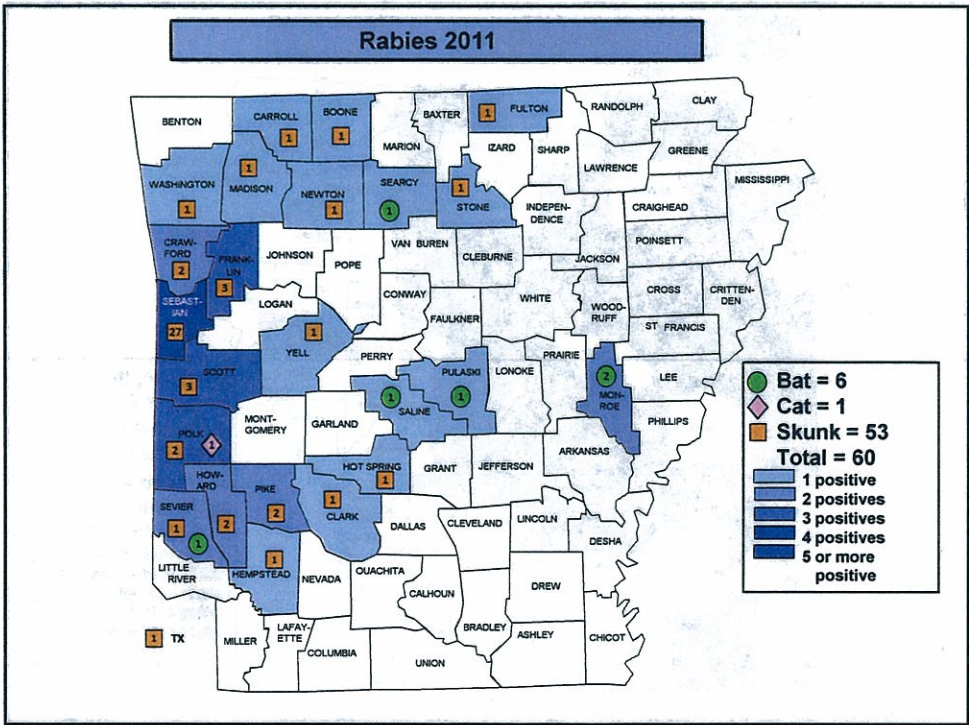 Rabies 2011
BENTON
CARROLL
1
BOONE
1
MARION
BAXTER
1
FULTON
RANDOLPH
CLAY
IZARD
SHARP
LAWRENCE
GREENE
MISSISSIPPI
WASHINGTON
1
MADISON
1
NEWTON
1
SEARCY
1
STONE
1
INDEPEN-
DENCE
CRAIGHEAD
POINSETT
JACKSON
CRAW-
FORD
2
FRANK-
LIN
3
JOHNSON
POPE
VAN BUREN
CLEBURNE
WHITE
WOOD-
RUFF
CROSS
CRITTEN-
DEN
ST FRANCIS
SEBAST-
IAN
27
LOGAN
CONWAY
FAULKNER
YELL
1
PERRY
PULASKI
1
LONOKE
PRAIRIE
2
MON-
ROE
LEE
PHILLIPS
SCOTT
3
SALINE
1
POLK
2
1
MONT-
GOMERY
GARLAND
HOT SPRING
1
GRANT
JEFFERSON
ARKANSAS
HOW-
ARD
2
PIKE
2
CLARK
1
SEVIER
1
1
DALLAS
CLEVELAND
LINCOLN
DESHA
LITTLE
RIVER
HEMPSTEAD
1
NEVADA
OUACHITA
CALHOUN
DREW
BRADLEY
ASHLEY
CHICOT
MILLER
LAFAY-
ETTE
COLUMBIA
UNION
1 TX
Bat = 6
Cat = 1
Skunk = 53
Total = 60
1 positive
2 positives
3 positives
4 positives
5 or more
positive